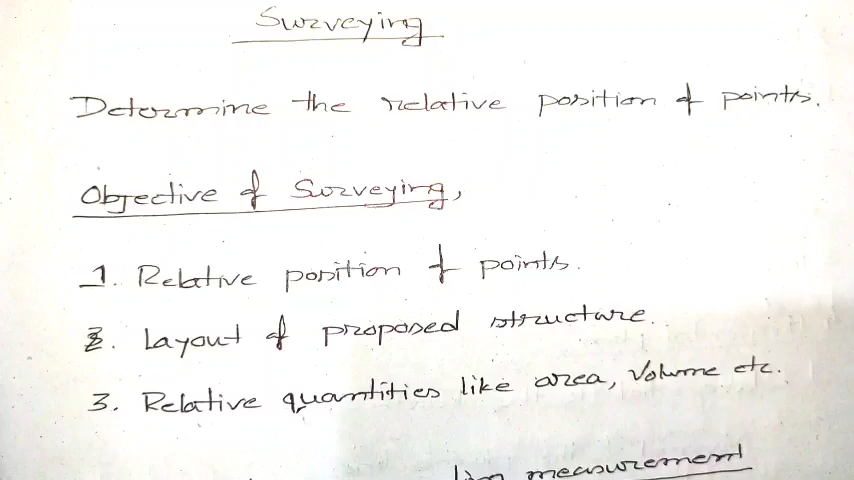 Surveying
Determine the relative position of points.
Objective of Surveying,
1. Relative position of points.
2. Layout of proposed structure.
3. Relative quantities like area, Volume etc.
measurement